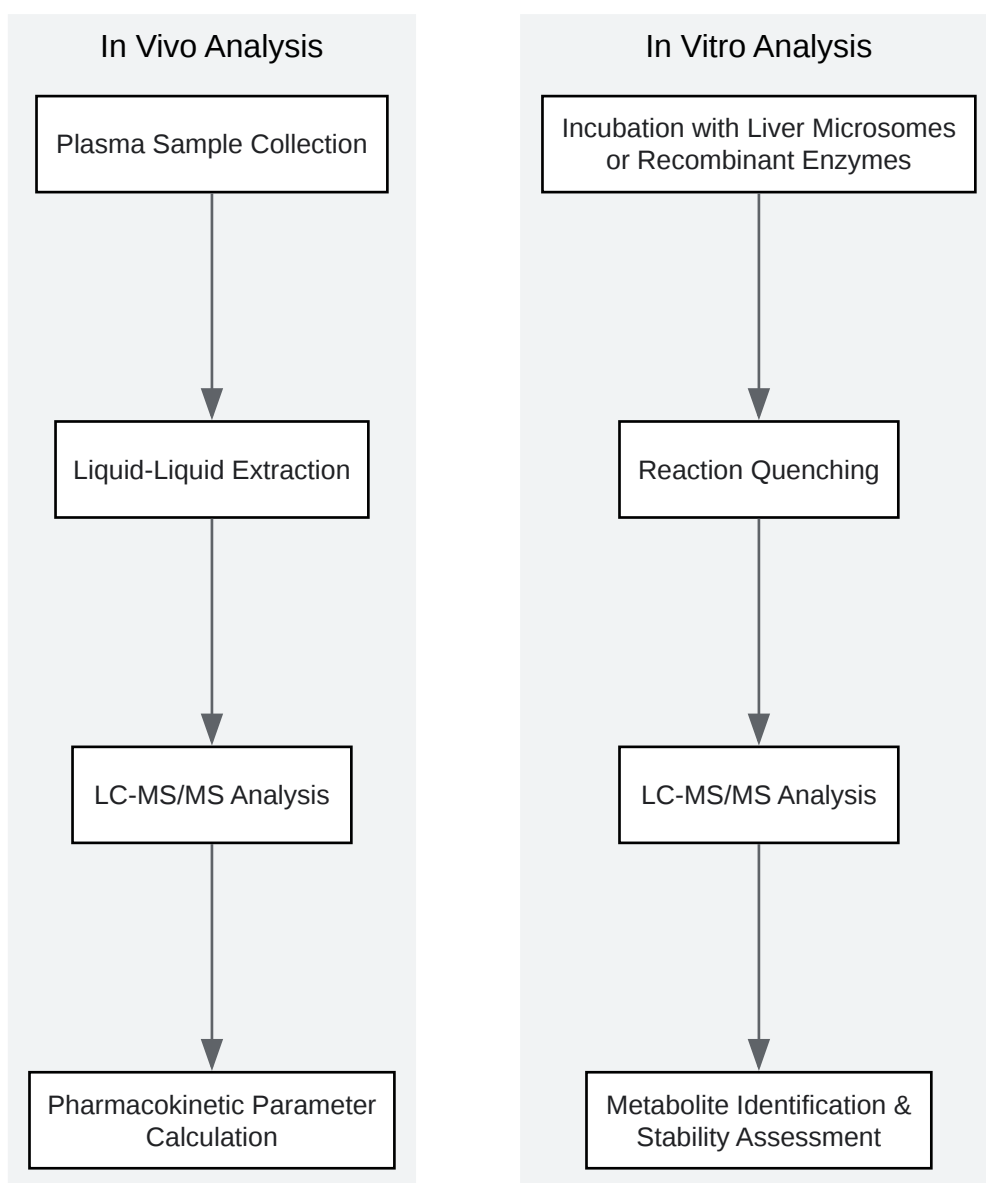 In Vivo Analysis
Plasma Sample Collection
Liquid-Liquid Extraction
LC-MS/MS Analysis
Pharmacokinetic Parameter
Calculation
In Vitro Analysis
Incubation with Liver Microsomes
or Recombinant Enzymes
Reaction Quenching
LC-MS/MS Analysis
Metabolite Identification &
Stability Assessment